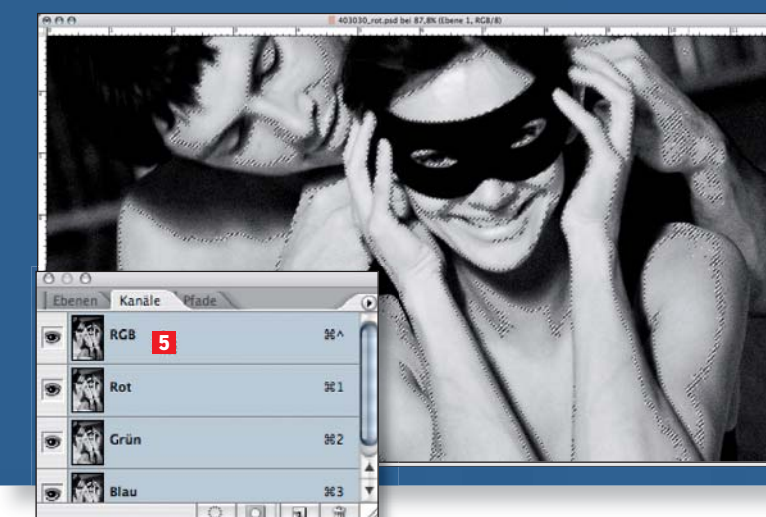 403030_rot.psd bei 87,8% (Ebene 1, RGB/8)
Ebenen Kanäle Pfade
RGB 5 ⌘^
Rot ⌘1
Grün ⌘2
Blau ⌘3